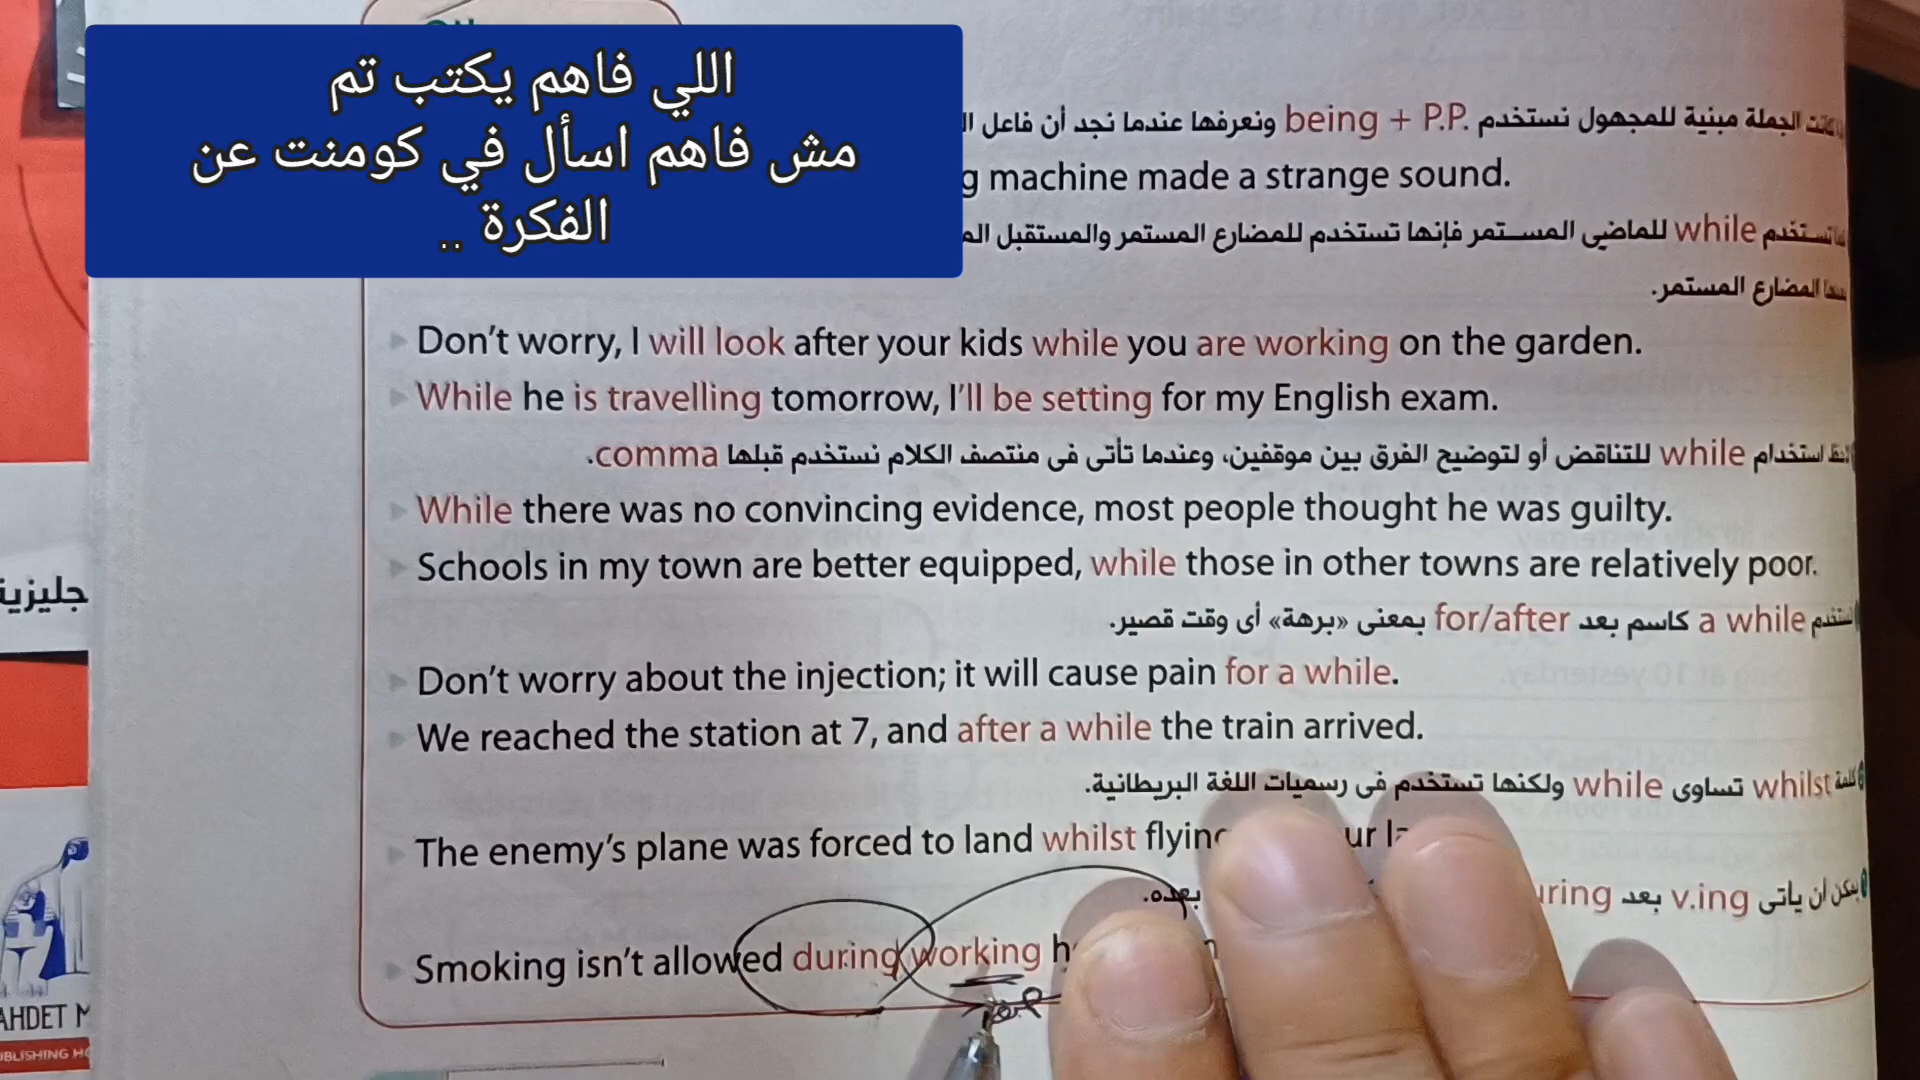 اللي فاهم يكتب تم
مش فاهم اسأل في كومنت عن
الفكرة ..
الجملة مبنية للمجهول نستخدم .being + P.P ونعرفها عندما نجد أن فاعل
machine made a strange sound.
while للماضى المستمر فإنها تستخدم للمضارع المستمر والمستقبل
المضارع المستمر.
Don't worry, I will look after your kids while you are working on the garden.
While he is travelling tomorrow, I'll be setting for my English exam.
استخدام while للتناقض أو لتوضيح الفرق بين موقفين، وعندما تأتى فى منتصف الكلام نستخدم قبلها comma.
While there was no convincing evidence, most people thought he was guilty.
Schools in my town are better equipped, while those in other towns are relatively poor.
a while كاسم بعد for/after بمعنى «برهة» أى وقت قصير.
Don't worry about the injection; it will cause pain for a while.
We reached the station at 7, and after a while the train arrived.
كلمة whilst تساوى while ولكنها تستخدم فى رسميات اللغة البريطانية.
The enemy's plane was forced to land whilst
يمكن أن يأتى v.ing بعد
بعده.
Smoking isn't allowed during working
جليزية